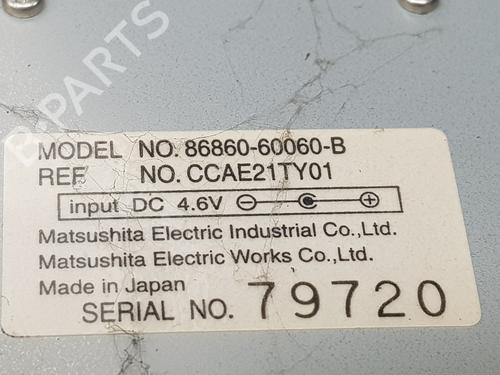 B-PARTS
MODEL NO. 86860-60060-B
REF NO. CCAE21TY01
input DC 4.6V
Matsushita Electric Industrial Co.,Ltd.
Matsushita Electric Works Co.,Ltd.
Made in Japan
SERIAL NO. 79720